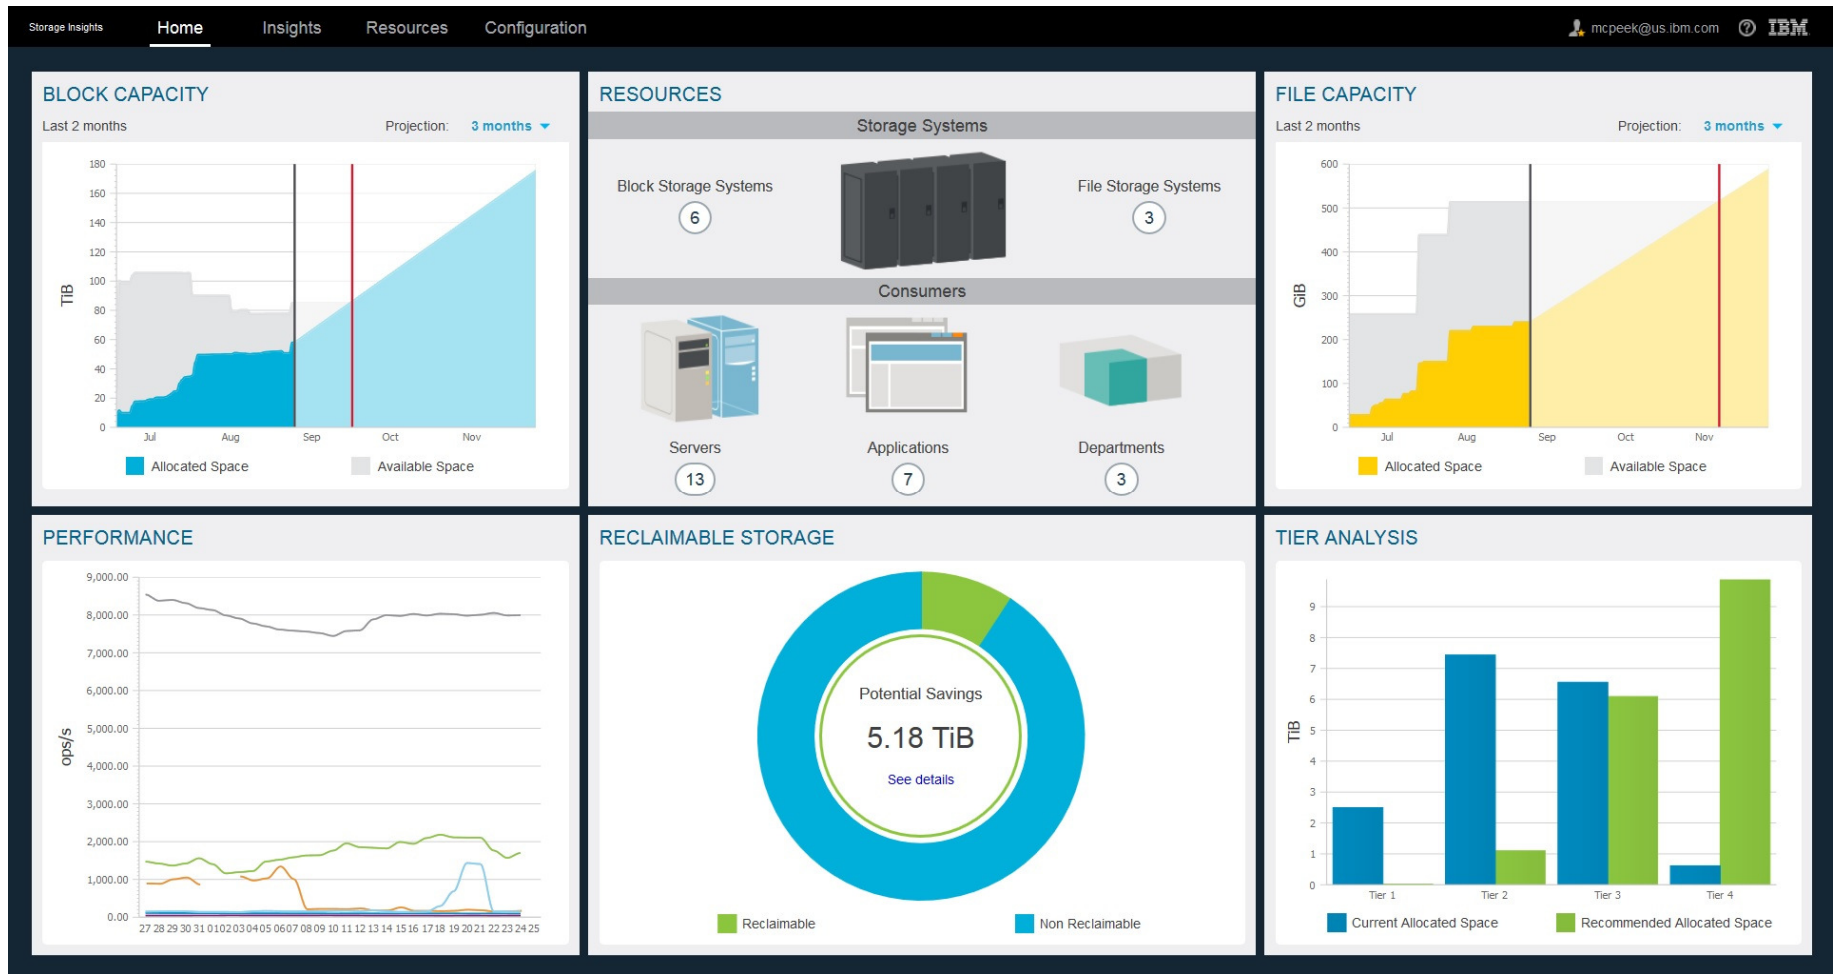 Storage Insights Home Insights Resources Configuration mcpeek@us.ibm.com ? IBM
BLOCK CAPACITY
Last 2 months Projection: 3 months
180
160
140
120
100
80
60
40
20
0
TiB
Jul Aug Sep Oct Nov
Allocated Space Available Space
RESOURCES
Storage Systems
Block Storage Systems File Storage Systems
6 3
Consumers
Servers Applications Departments
13 7 3
FILE CAPACITY
Last 2 months Projection: 3 months
600
500
400
300
200
100
0
GiB
Jul Aug Sep Oct Nov
Allocated Space Available Space
PERFORMANCE
9,000.00
8,000.00
7,000.00
6,000.00
5,000.00
4,000.00
3,000.00
2,000.00
1,000.00
0.00
ops/s
27 28 29 30 31 01 02 03 04 05 06 07 08 09 10 11 12 13 14 15 16 17 18 19 20 21 22 23 24 25
RECLAIMABLE STORAGE
Potential Savings
5.18 TiB
See details
Reclaimable Non Reclaimable
TIER ANALYSIS
9
8
7
6
5
4
3
2
1
0
TiB
Tier 1 Tier 2 Tier 3 Tier 4
Current Allocated Space Recommended Allocated Space